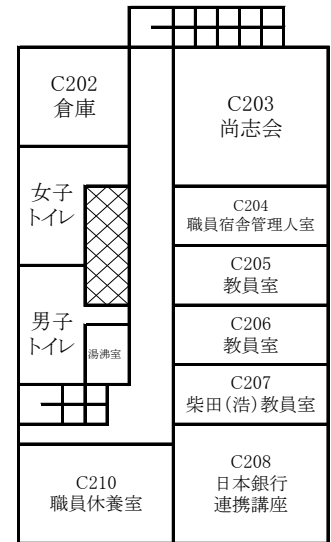 C202
倉庫
C203
尚志会
女子
トイレ
C204
職員宿舎管理人室
C205
教員室
男子
トイレ
C206
教員室
湯沸室
C207
柴田(浩)教員室
C210
職員休養室
C208
日本銀行
連携講座